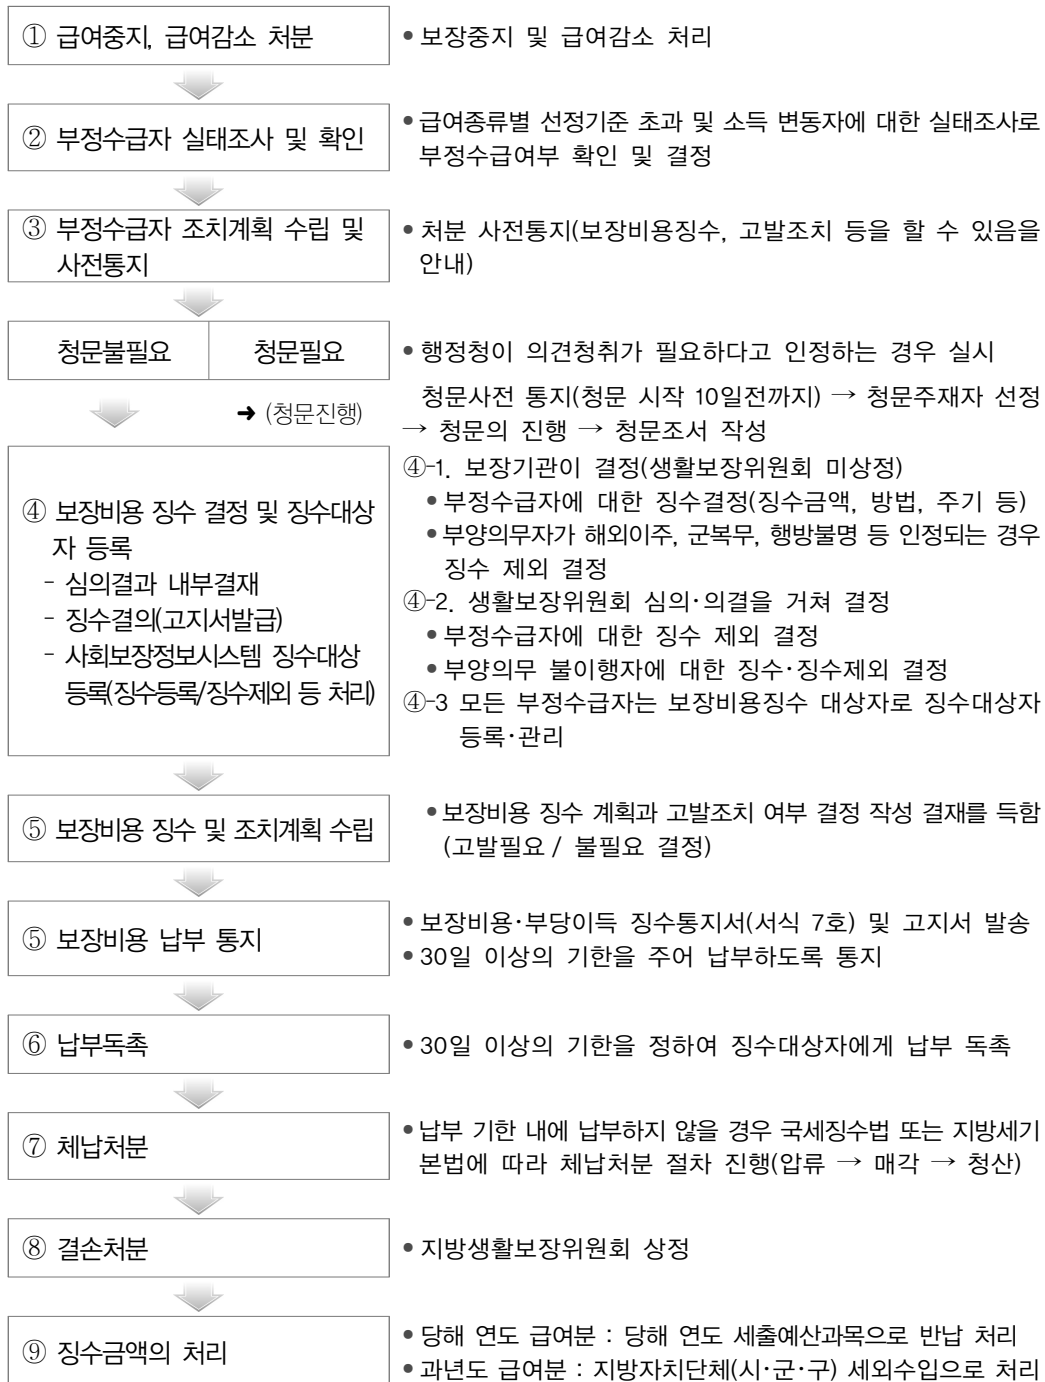 ① 급여중지, 급여감소 처분
• 보장중지 및 급여감소 처리
② 부정수급자 실태조사 및 확인
• 급여종류별 선정기준 초과 및 소득 변동자에 대한 실태조사로
부정수급여부 확인 및 결정
③ 부정수급자 조치계획 수립 및
사전통지
• 처분 사전통지(보장비용징수, 고발조치 등을 할 수 있음을
안내)
청문불필요
청문필요
• 행정청이 의견청취가 필요하다고 인정하는 경우 실시
➜ (청문진행)
청문사전 통지(청문 시작 10일전까지) → 청문주재자 선정
→ 청문의 진행 → 청문조서 작성
④ 보장비용 징수 결정 및 징수대상
자 등록
- 심의결과 내부결재
- 징수결의(고지서발급)
- 사회보장정보시스템 징수대상
등록(징수등록/징수제외 등 처리)
④-1. 보장기관이 결정(생활보장위원회 미상정)
• 부정수급자에 대한 징수결정(징수금액, 방법, 주기 등)
• 부양의무자가 해외이주, 군복무, 행방불명 등 인정되는 경우
징수 제외 결정
④-2. 생활보장위원회 심의·의결을 거쳐 결정
• 부정수급자에 대한 징수 제외 결정
• 부양의무 불이행자에 대한 징수·징수제외 결정
④-3 모든 부정수급자는 보장비용징수 대상자로 징수대상자
등록·관리
⑤ 보장비용 징수 및 조치계획 수립
• 보장비용 징수 계획과 고발조치 여부 결정 작성 결재를 득함
(고발필요 / 불필요 결정)
⑤ 보장비용 납부 통지
• 보장비용·부당이득 징수통지서(서식 7호) 및 고지서 발송
• 30일 이상의 기한을 주어 납부하도록 통지
⑥ 납부독촉
• 30일 이상의 기한을 정하여 징수대상자에게 납부 독촉
⑦ 체납처분
• 납부 기한 내에 납부하지 않을 경우 국세징수법 또는 지방세기
본법에 따라 체납처분 절차 진행(압류 → 매각 → 청산)
⑧ 결손처분
• 지방생활보장위원회 상정
⑨ 징수금액의 처리
• 당해 연도 급여분 : 당해 연도 세출예산과목으로 반납 처리
• 과년도 급여분 : 지방자치단체(시·군·구) 세외수입으로 처리